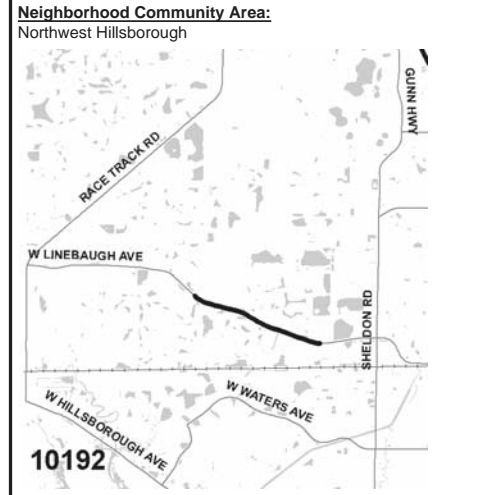 Neighborhood Community Area:
Northwest Hillsborough
GUNN HWY
RACE TRACK RD
W LINEBAUGH AVE
SHELDON RD
W WATERS AVE
W HILLSBOROUGH AVE
10192